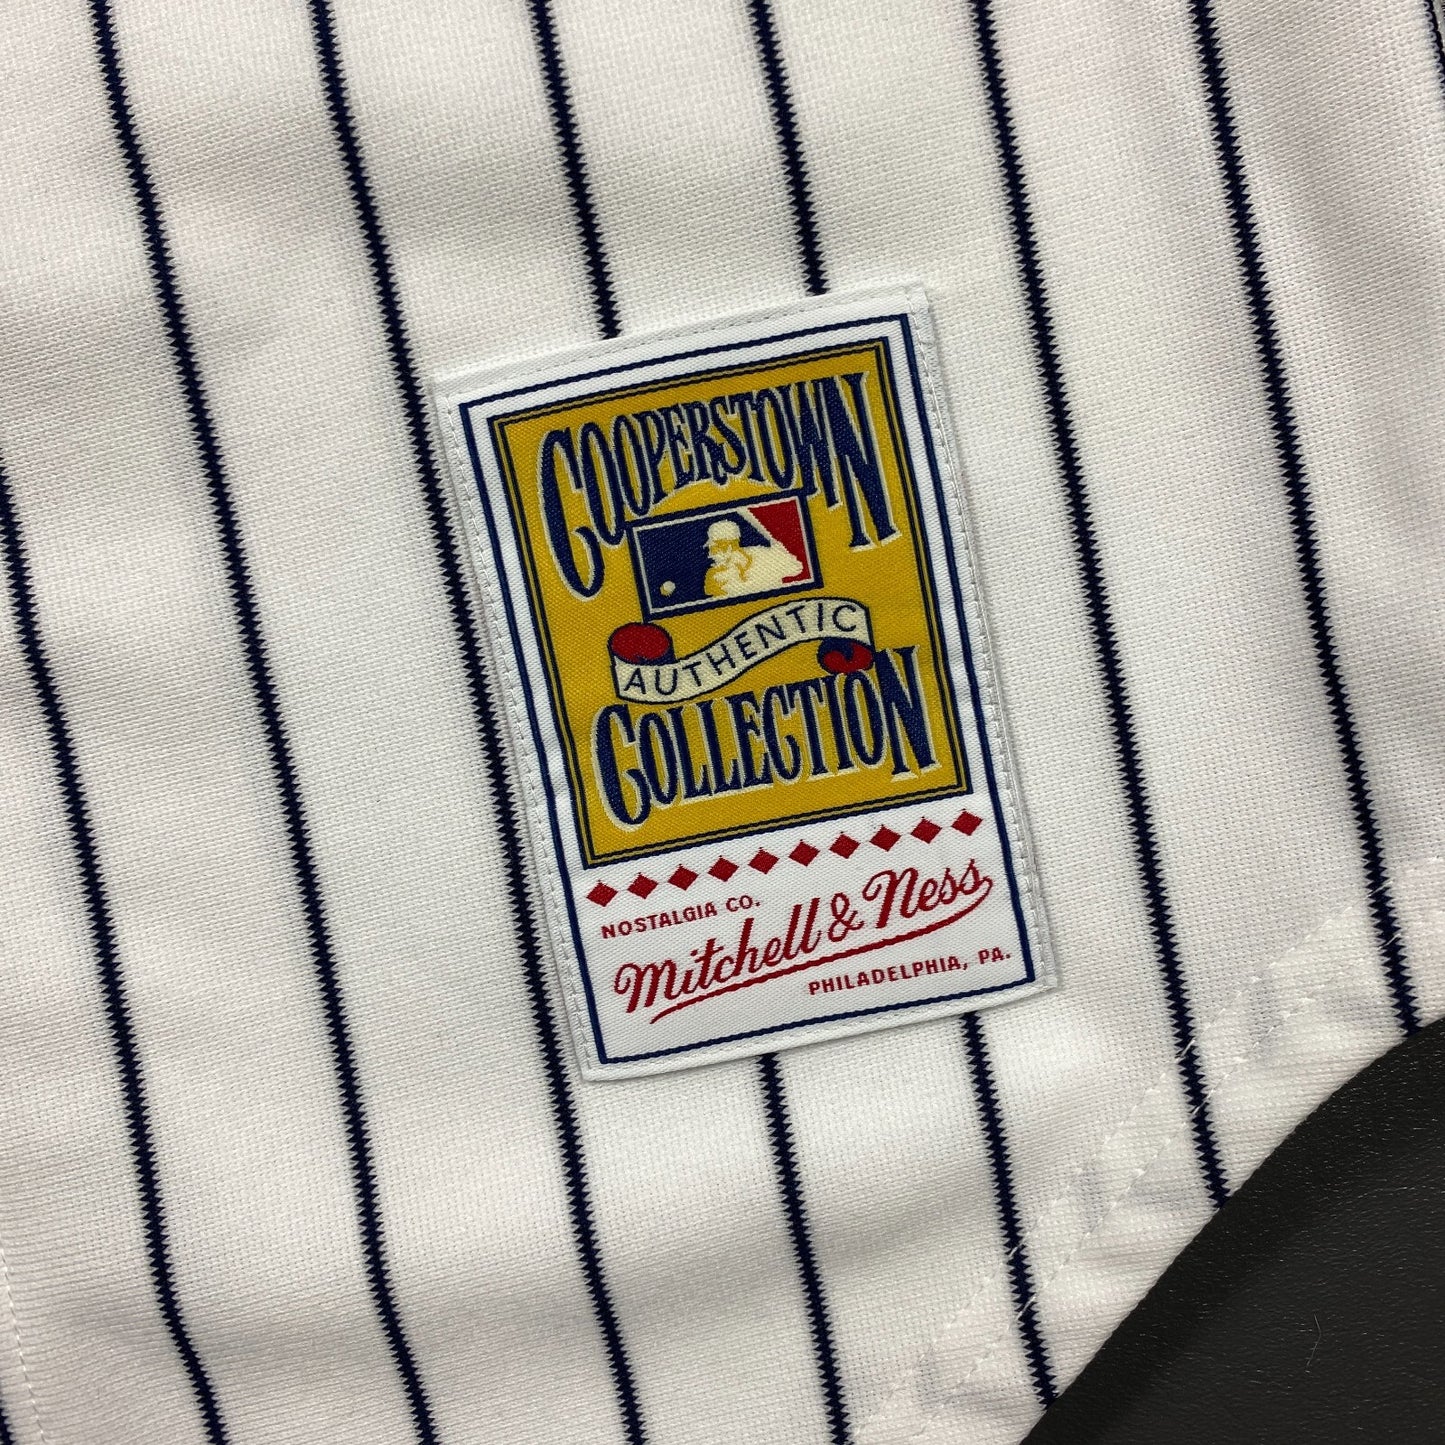 COOPERSTOWN
AUTHENTIC
COLLECTION
NOSTALGIA CO.
Mitchell & Ness
PHILADELPHIA, PA.